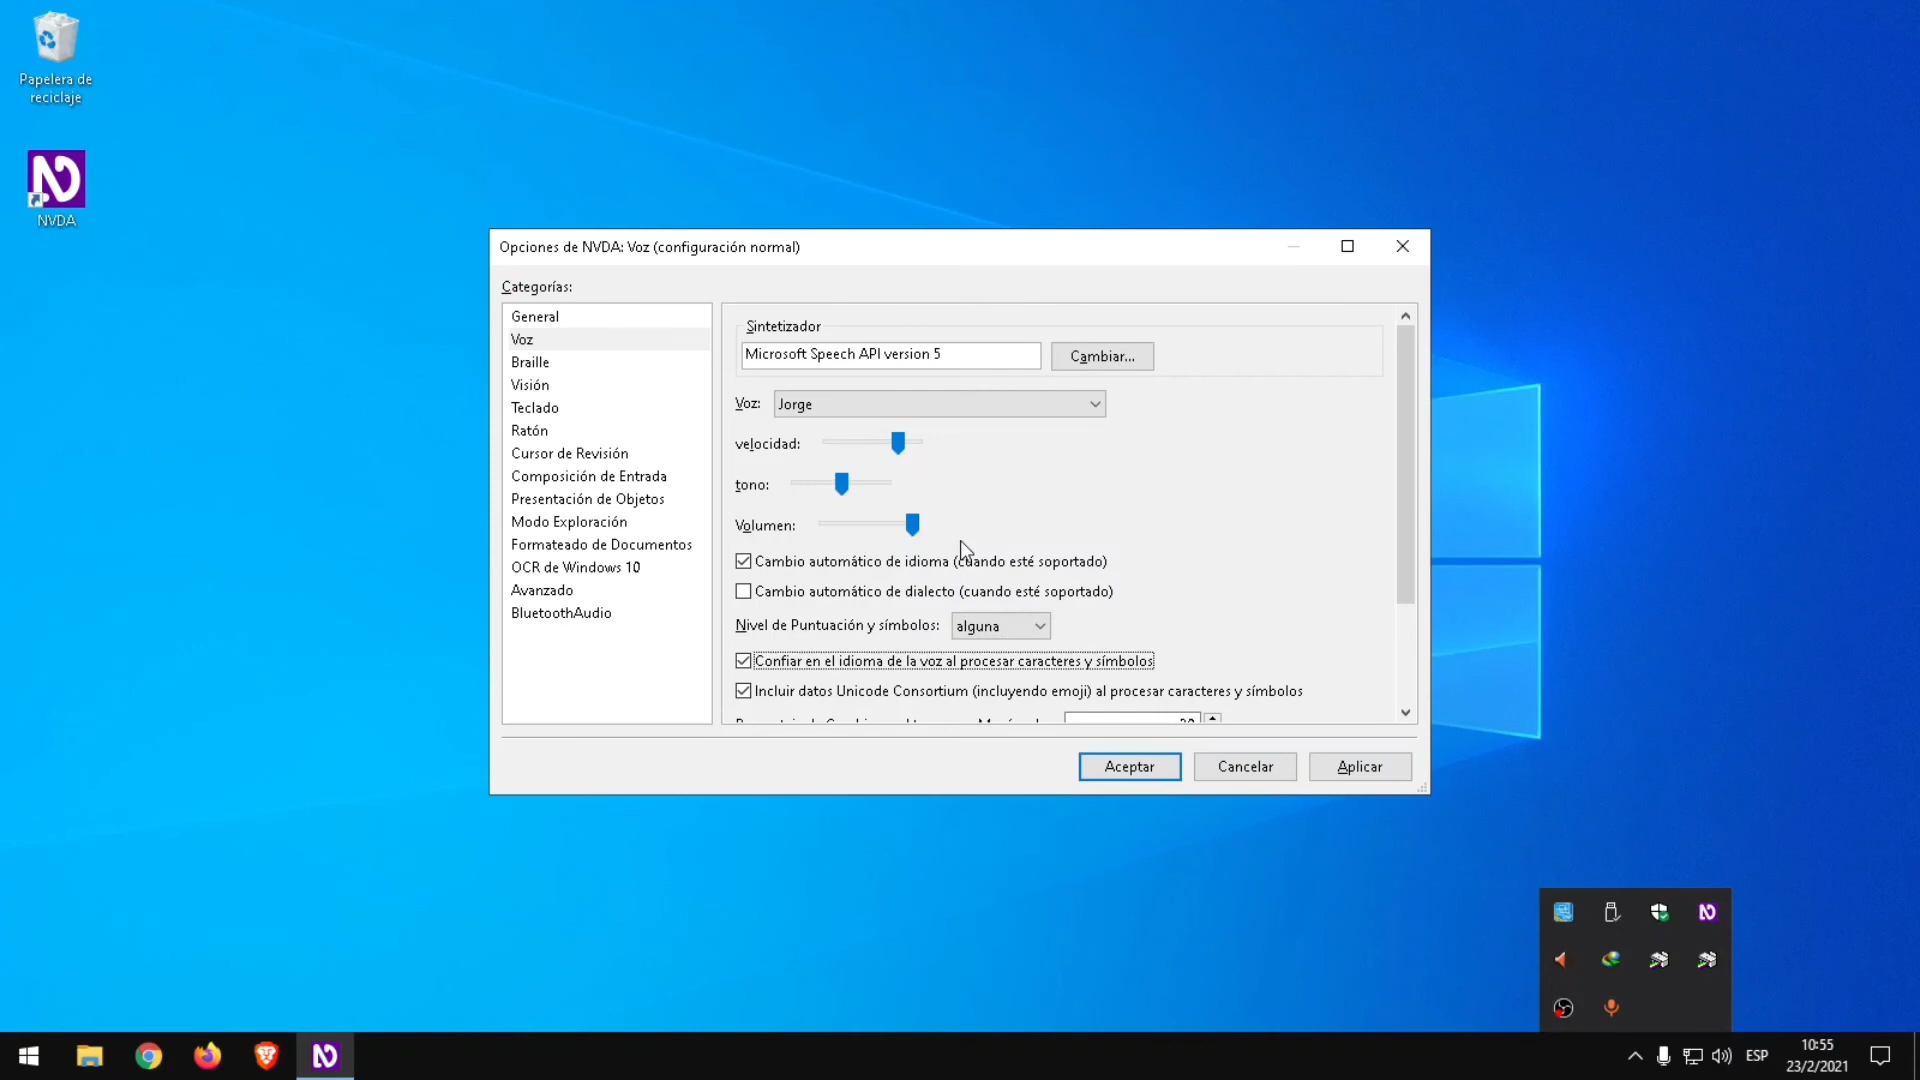 Papelera de
reciclaje
NVDA
Opciones de NVDA: Voz (configuración normal)
Categorías:
General
Voz
Braille
Visión
Teclado
Ratón
Cursor de Revisión
Composición de Entrada
Presentación de Objetos
Modo Exploración
Formateado de Documentos
OCR de Windows 10
Avanzado
BluetoothAudio
Sintetizador
Microsoft Speech API version 5
Cambiar...
Voz:
Jorge
velocidad:
tono:
Volumen:
Cambio automático de idioma (cuando esté soportado)
Cambio automático de dialecto (cuando esté soportado)
Nivel de Puntuación y símbolos:
alguna
Confiar en el idioma de la voz al procesar caracteres y símbolos
Incluir datos Unicode Consortium (incluyendo emoji) al procesar caracteres y símbolos
Aceptar
Cancelar
Aplicar
ESP
10:55
23/2/2021